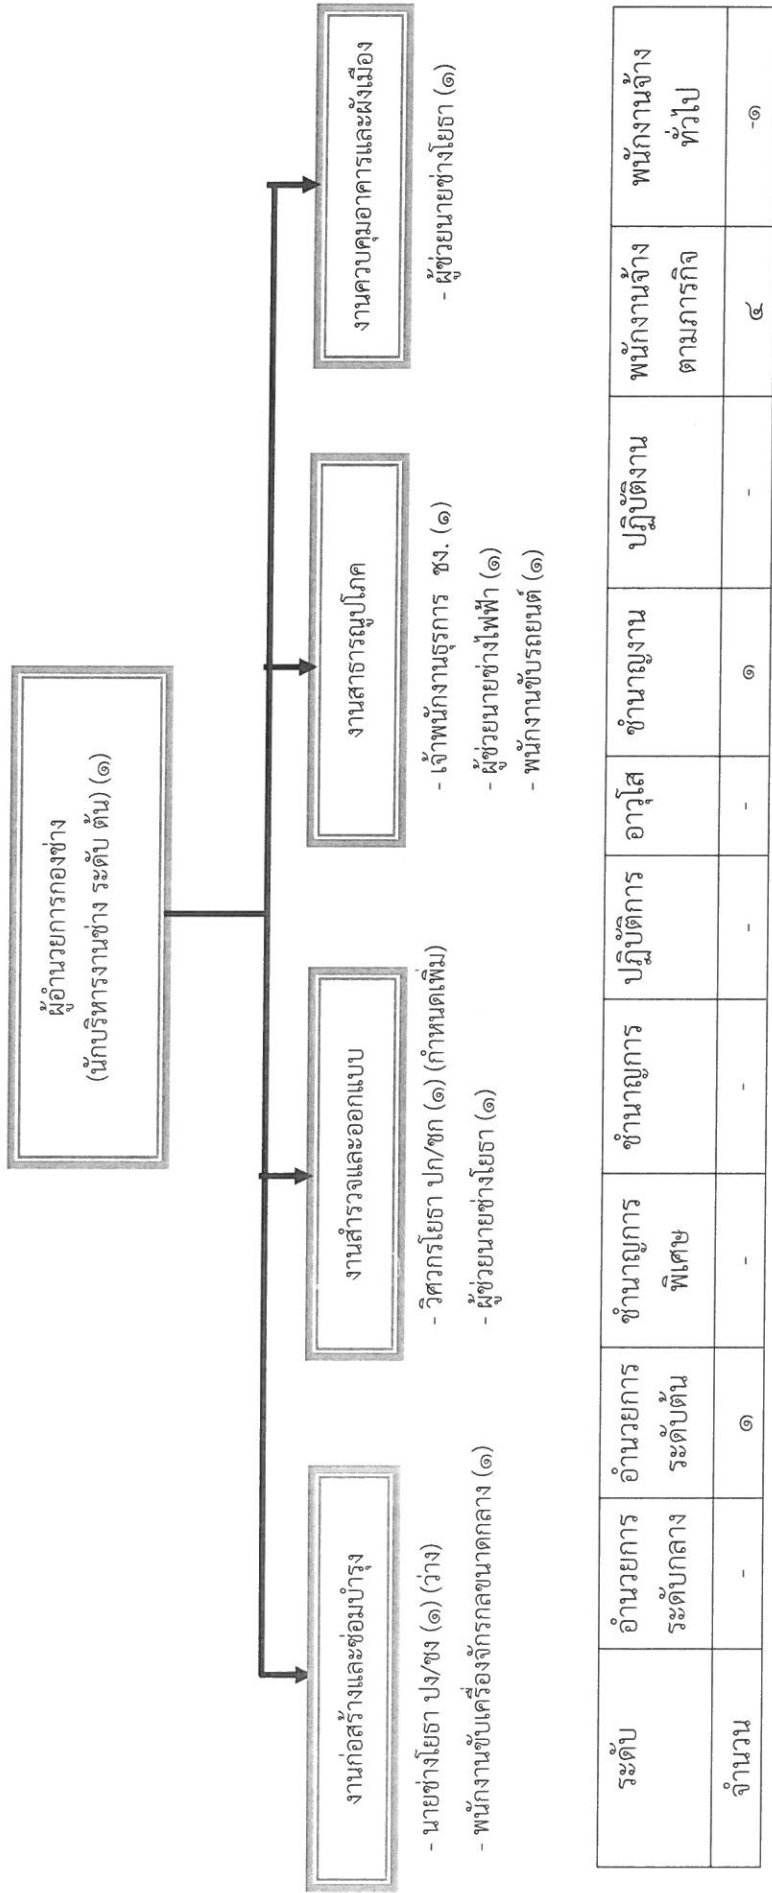 ผู้อำนวยการกองช่าง
(นักบริหารงานช่าง ระดับ ต้น) (๑)
งานก่อสร้างและซ่อมบำรุง
- นายช่างโยธา ปง/ชง (๑) (ว่าง)
- พนักงานขับเครื่องจักรกลขนาดกลาง (๑)
งานสำรวจและออกแบบ
- วิศวกรโยธา ปก/ชก (๑) (กำหนดเพิ่ม)
- ผู้ช่วยนายช่างโยธา (๑)
งานสาธารณูปโภค
- เจ้าพนักงานธุรการ ชง. (๑)
- ผู้ช่วยนายช่างไฟฟ้า (๑)
- พนักงานขับรถยนต์ (๑)
งานควบคุมอาคารและผังเมือง
- ผู้ช่วยนายช่างโยธา (๑)
ระดับ อำนวยการ อำนวยการ ชำนาญการ ชำนาญการ ปฏิบัติการ อาวุโส ชำนาญงาน ปฏิบัติงาน พนักงานจ้าง พนักงานจ้าง
ระดับกลาง ระดับต้น พิเศษ ตามภารกิจ ทั่วไป
จำนวน - ๑ - - - - ๑ - ๔ -๑